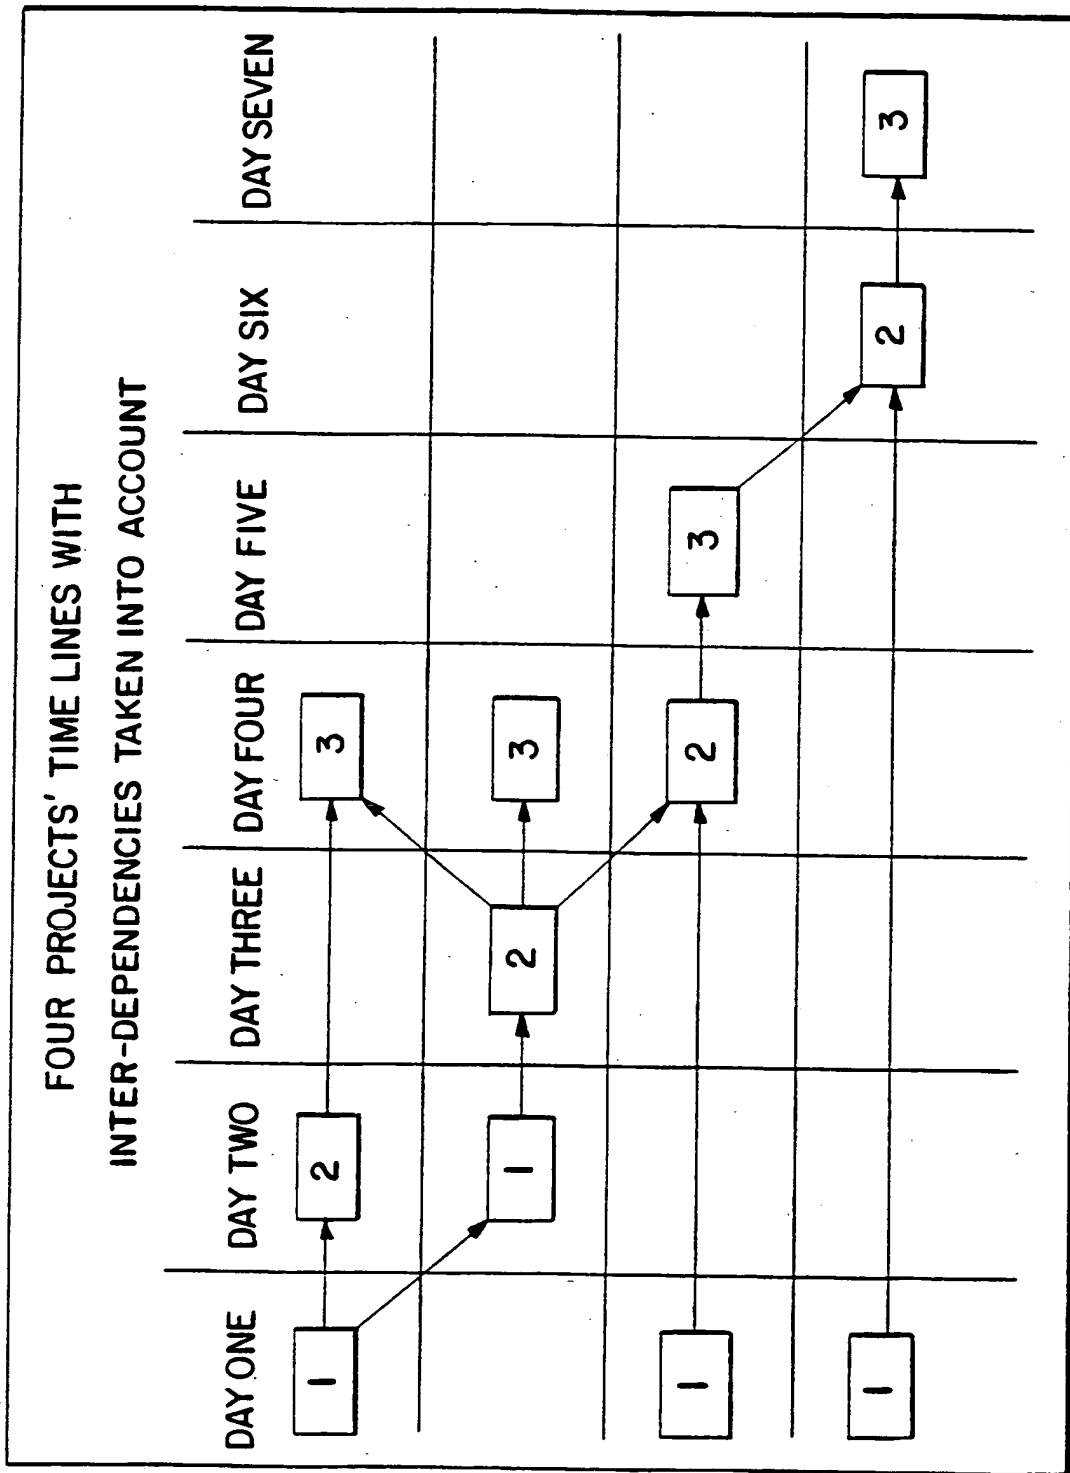 FOUR PROJECTS' TIME LINES WITH
INTER-DEPENDENCIES TAKEN INTO ACCOUNT
DAY ONE DAY TWO DAY THREE DAY FOUR DAY FIVE DAY SIX DAY SEVEN
1 2 3
1 2 3
1 2 3
1 2 3